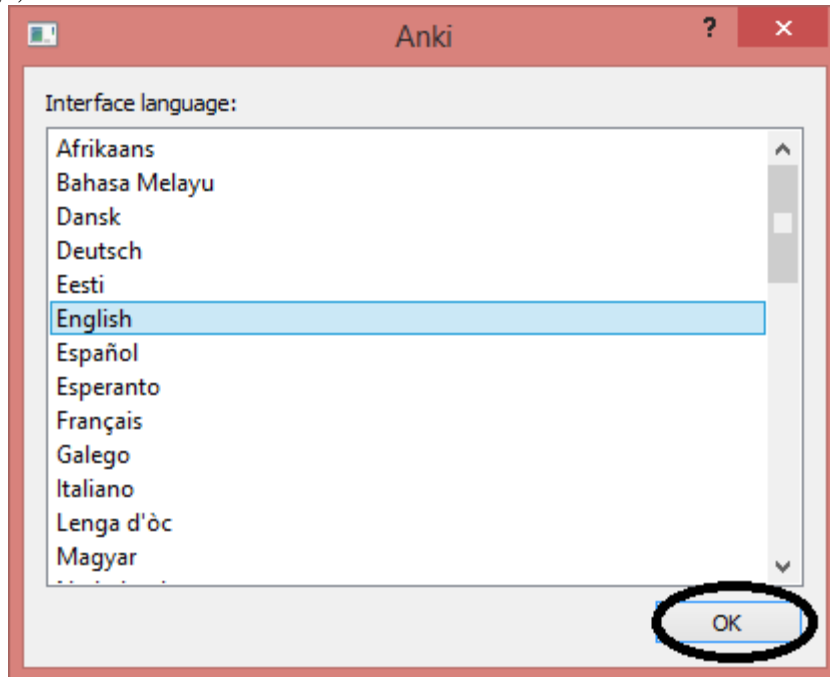 Anki
?
Interface language:
Afrikaans
Bahasa Melayu
Dansk
Deutsch
Eesti
English
Español
Esperanto
Français
Galego
Italiano
Lenga d'òc
Magyar
OK